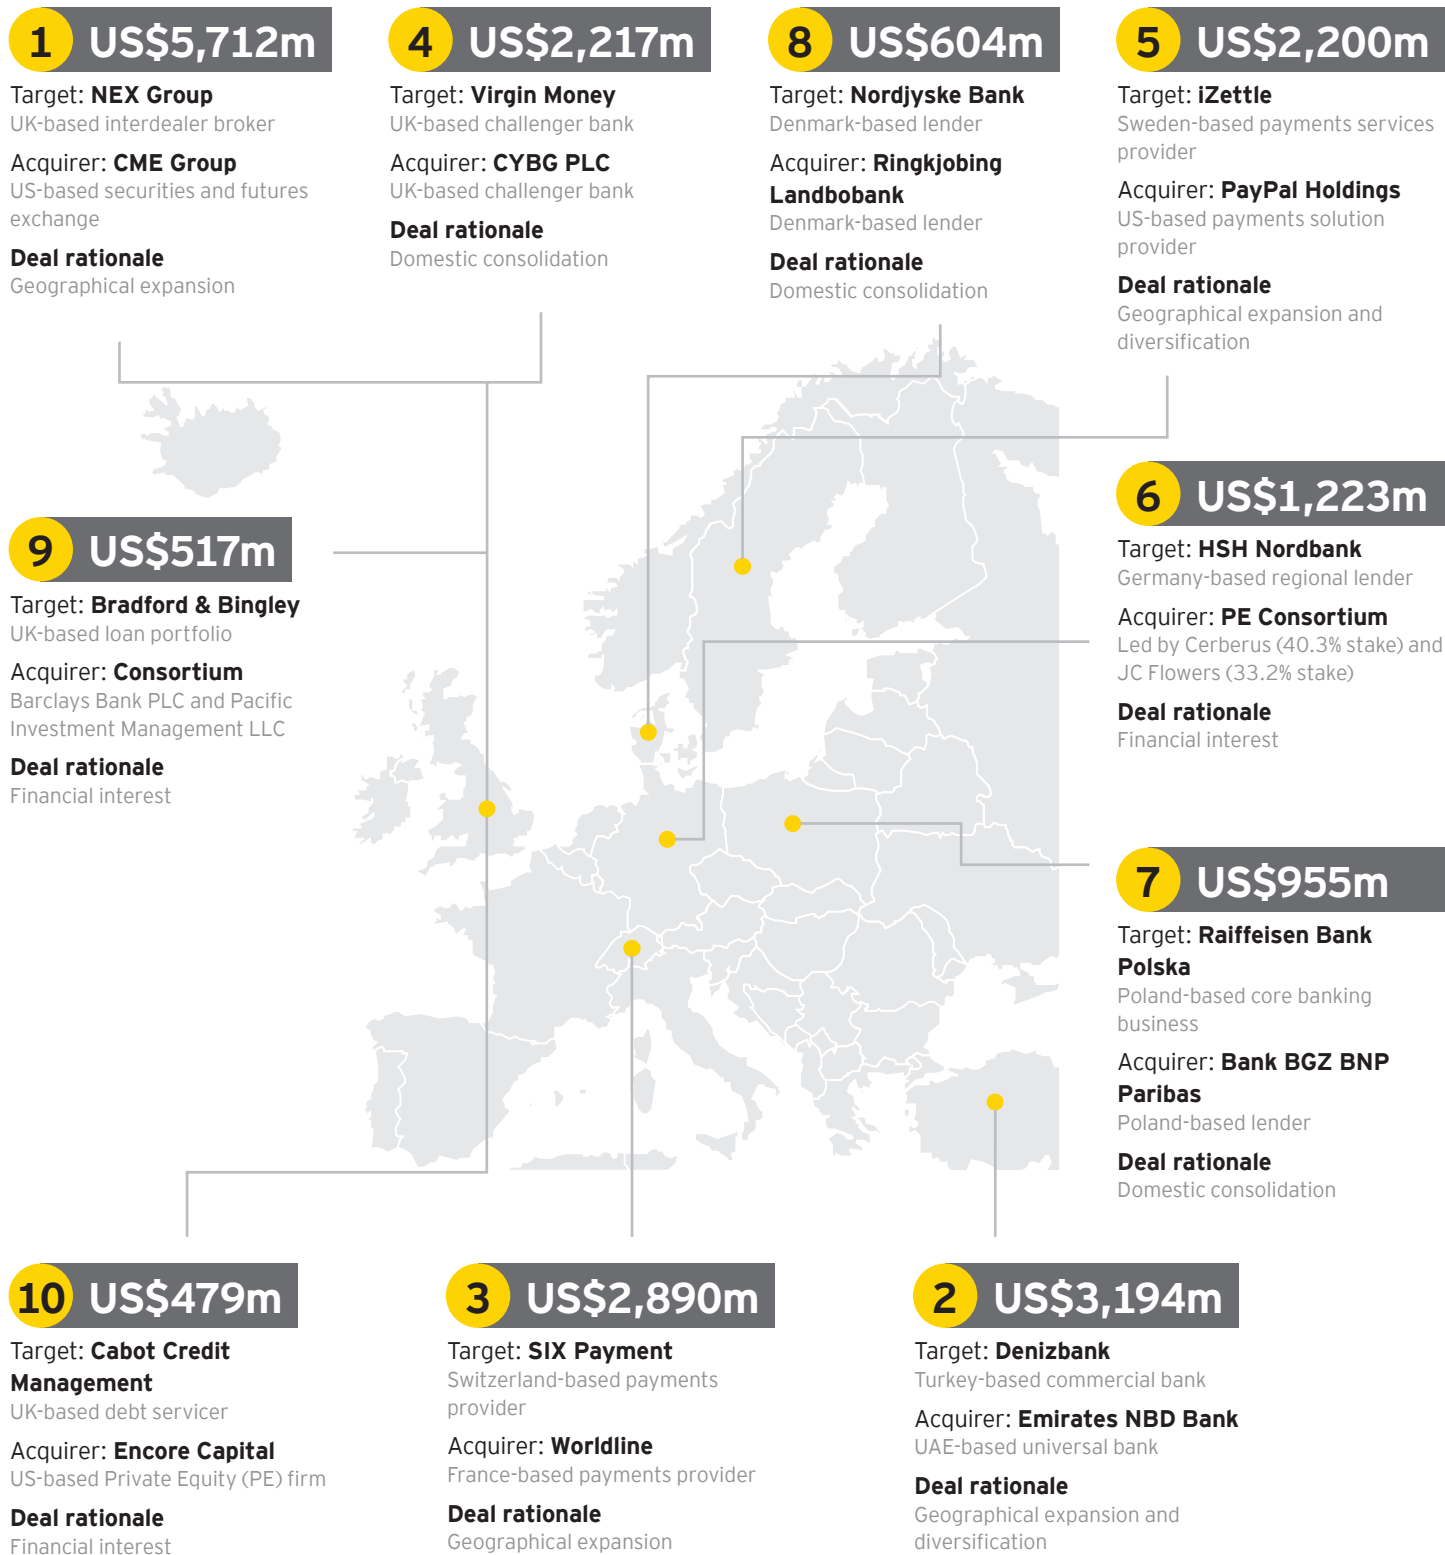 1 US$5,712m
Target: NEX Group
UK-based interdealer broker
Acquirer: CME Group
US-based securities and futures
exchange
Deal rationale
Geographical expansion
4 US$2,217m
Target: Virgin Money
UK-based challenger bank
Acquirer: CYBG PLC
UK-based challenger bank
Deal rationale
Domestic consolidation
8 US$604m
Target: Nordjyske Bank
Denmark-based lender
Acquirer: Ringkjobing
Landbobank
Denmark-based lender
Deal rationale
Domestic consolidation
5 US$2,200m
Target: iZettle
Sweden-based payments services
provider
Acquirer: PayPal Holdings
US-based payments solution
provider
Deal rationale
Geographical expansion and
diversification
9 US$517m
Target: Bradford & Bingley
UK-based loan portfolio
Acquirer: Consortium
Barclays Bank PLC and Pacific
Investment Management LLC
Deal rationale
Financial interest
6 US$1,223m
Target: HSH Nordbank
Germany-based regional lender
Acquirer: PE Consortium
Led by Cerberus (40.3% stake) and
JC Flowers (33.2% stake)
Deal rationale
Financial interest
7 US$955m
Target: Raiffeisen Bank
Polska
Poland-based core banking
business
Acquirer: Bank BGZ BNP
Paribas
Poland-based lender
Deal rationale
Domestic consolidation
10 US$479m
Target: Cabot Credit
Management
UK-based debt servicer
Acquirer: Encore Capital
US-based Private Equity (PE) firm
Deal rationale
Financial interest
3 US$2,890m
Target: SIX Payment
Switzerland-based payments
provider
Acquirer: Worldline
France-based payments provider
Deal rationale
Geographical expansion
2 US$3,194m
Target: Denizbank
Turkey-based commercial bank
Acquirer: Emirates NBD Bank
UAE-based universal bank
Deal rationale
Geographical expansion and
diversification